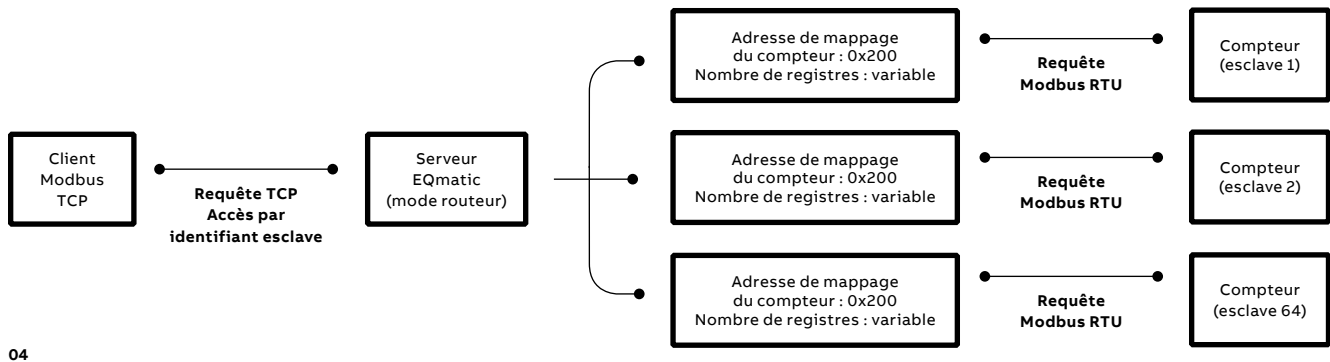 Client
Modbus
TCP
Requête TCP
Accès par
identifiant esclave
Serveur
EQmatic
(mode routeur)
Adresse de mappage
du compteur : 0x200
Nombre de registres : variable
Requête
Modbus RTU
Compteur
(esclave 1)
Adresse de mappage
du compteur : 0x200
Nombre de registres : variable
Requête
Modbus RTU
Compteur
(esclave 2)
Adresse de mappage
du compteur : 0x200
Nombre de registres : variable
Requête
Modbus RTU
Compteur
(esclave 64)
04